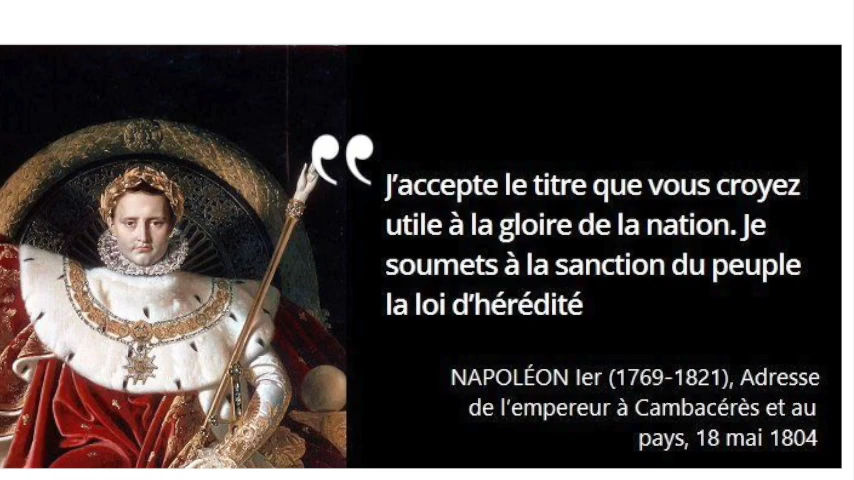 “
J’accepte le titre que vous croyez
utile à la gloire de la nation. Je
soumets à la sanction du peuple
la loi d’hérédité
NAPOLÉON Ier (1769-1821), Adresse
de l’empereur à Cambacérès et au
pays, 18 mai 1804